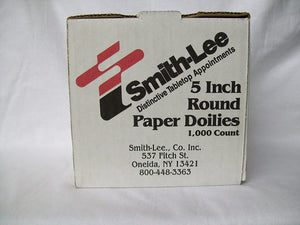 Smith-Lee
Distinctive Tabletop Appointments
5 Inch
Round
Paper Doilies
1,000 Count
Smith-Lee., Co. Inc.
537 Fitch St.
Oneida, NY 13421
800-448-3363